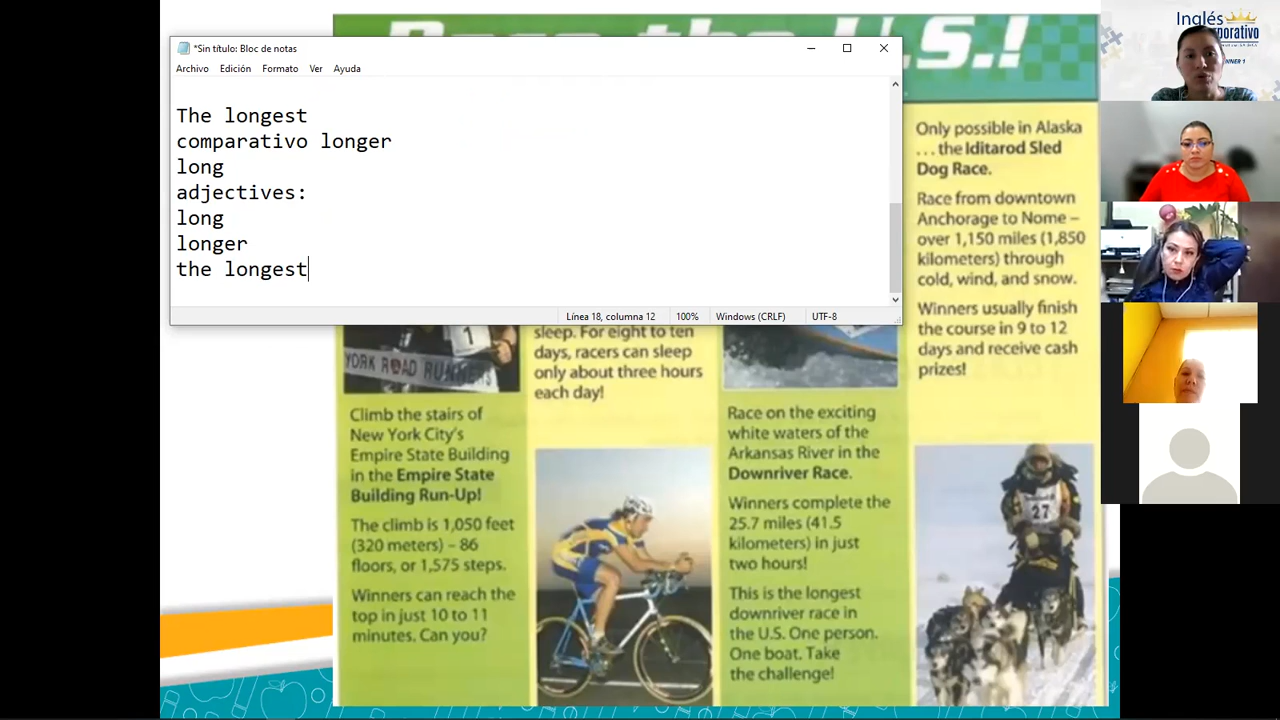 Race the U.S.!
*Sin título: Bloc de notas
Archivo Edición Formato Ver Ayuda
The longest
comparativo longer
long
adjectives:
long
longer
the longest
Línea 18, columna 12 100% Windows (CRLF) UTF-8
YORK ROAD RUNNERS
1
Climb the stairs of
New York City's
Empire State Building
in the Empire State
Building Run-Up!
The climb is 1,050 feet
(320 meters) – 86
floors, or 1,575 steps.
Winners can reach the
top in just 10 to 11
minutes. Can you?
sleep. For eight to ten
days, racers can sleep
only about three hours
each day!
Race on the exciting
white waters of the
Arkansas River in the
Downriver Race.
Winners complete the
25.7 miles (41.5
kilometers) in just
two hours!
This is the longest
downriver race in
the U.S. One person.
One boat. Take
the challenge!
Only possible in Alaska
... the Iditarod Sled
Dog Race.
Race from downtown
Anchorage to Nome –
over 1,150 miles (1,850
kilometers) through
cold, wind, and snow.
Winners usually finish
the course in 9 to 12
days and receive cash
prizes!
27
Inglés